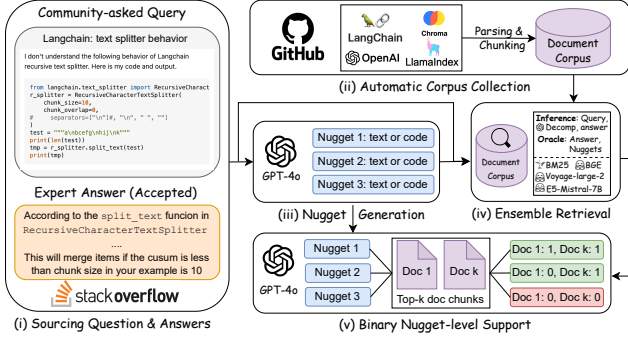 Community-asked Query
Langchain: text splitter behavior
I don't understand the following behavior of Langchain
recursive text splitter. Here is my code and output.
from langchain.text_splitter import RecursiveCharact
r_splitter = RecursiveCharacterTextSplitter(
chunk_size=10,
chunk_overlap=0,
# separators=["\n"]#, "\n", " ", "")
)
test = """a\nbcefg\nhij\nk"""
print(len(test))
tmp = r_splitter.split_text(test)
print(tmp)
Expert Answer (Accepted)
According to the split_text funcion in
RecursiveCharacterTextSplitter
....
This will merge items if the cusum is less
than chunk size in your example is 10
stackoverflow
(i) Sourcing Question & Answers
GitHub
LangChain
Chroma
OpenAI
LlamaIndex
Parsing &
Chunking
Document
Corpus
(ii) Automatic Corpus Collection
GPT-4o
Nugget 1: text or code
Nugget 2: text or code
Nugget 3: text or code
(iii) Nugget Generation
Document
Corpus
Inference: Query,
Decomp, answer
Oracle: Answer,
Nuggets
BM25 BGE
Voyage-large-2
E5-Mistral-7B
(iv) Ensemble Retrieval
GPT-4o
Nugget 1
Nugget 2
Nugget 3
Doc 1
Doc k
Top-k doc chunks
Doc 1: 1, Doc k: 1
Doc 1: 0, Doc k: 1
Doc 1: 0, Doc k: 0
(v) Binary Nugget-level Support